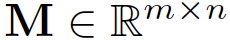 𝐌 ∈ ℝ^{m×n}